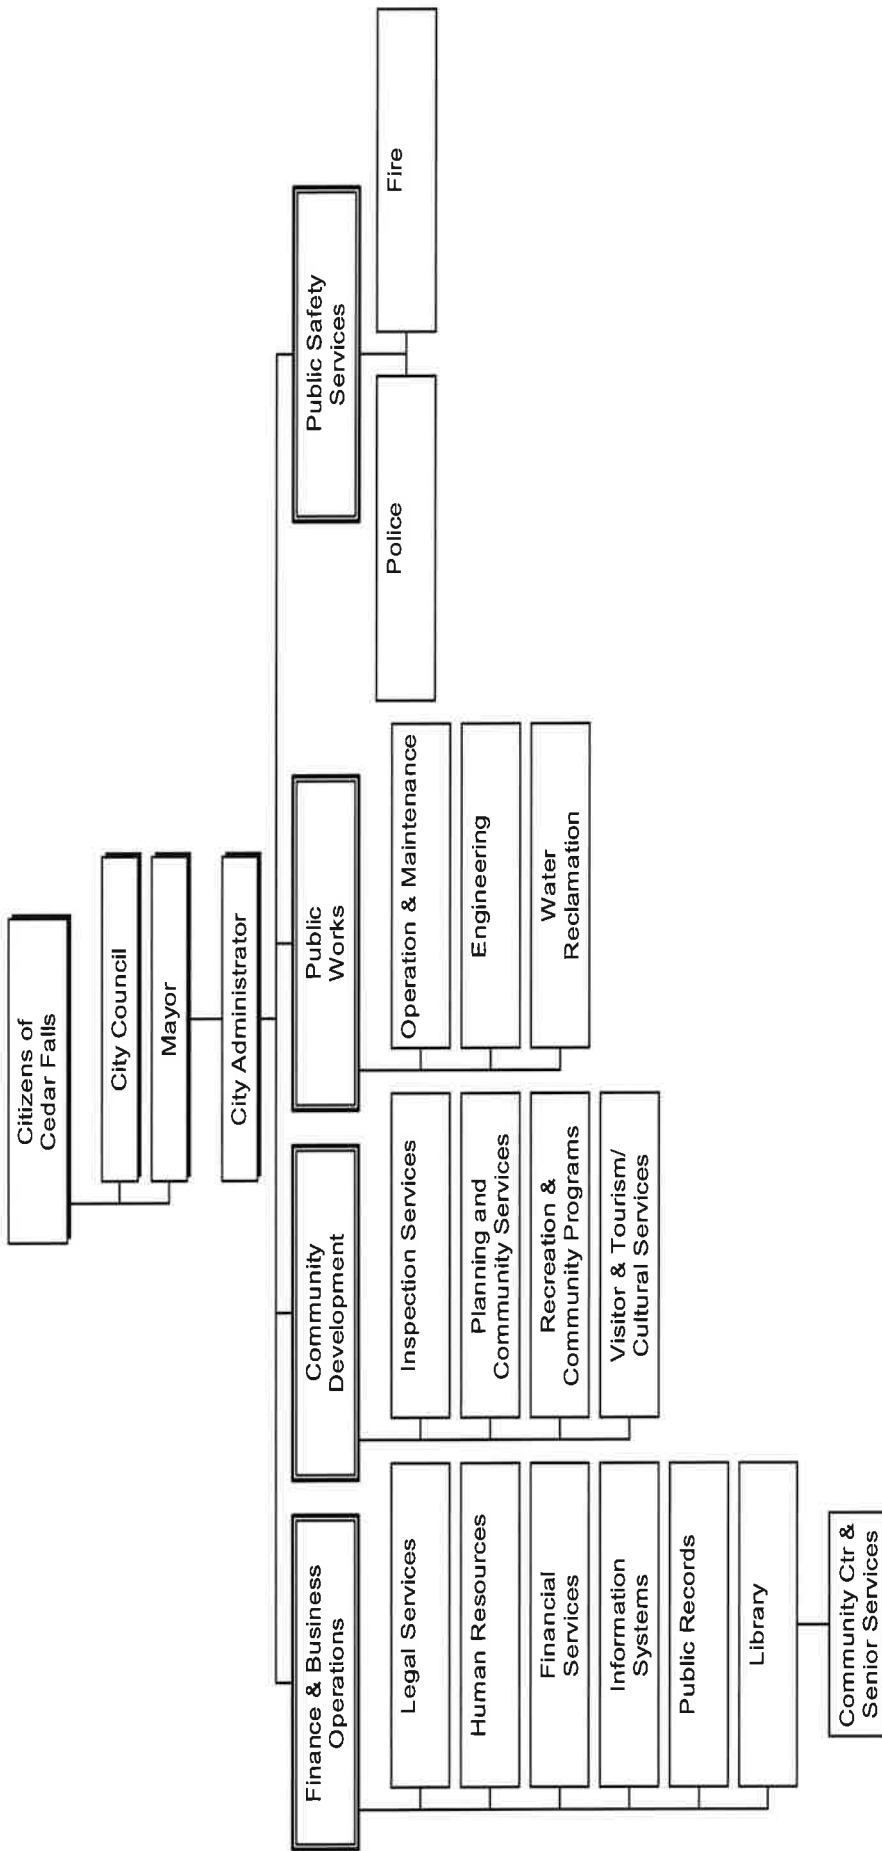 Citizens of
Cedar Falls
City Council
Mayor
City Administrator
Finance & Business
Operations
Legal Services
Human Resources
Financial
Services
Information
Systems
Public Records
Library
Community Ctr &
Senior Services
Community
Development
Inspection Services
Planning and
Community Services
Recreation &
Community Programs
Visitor & Tourism/
Cultural Services
Public
Works
Operation & Maintenance
Engineering
Water
Reclamation
Public Safety
Services
Police
Fire